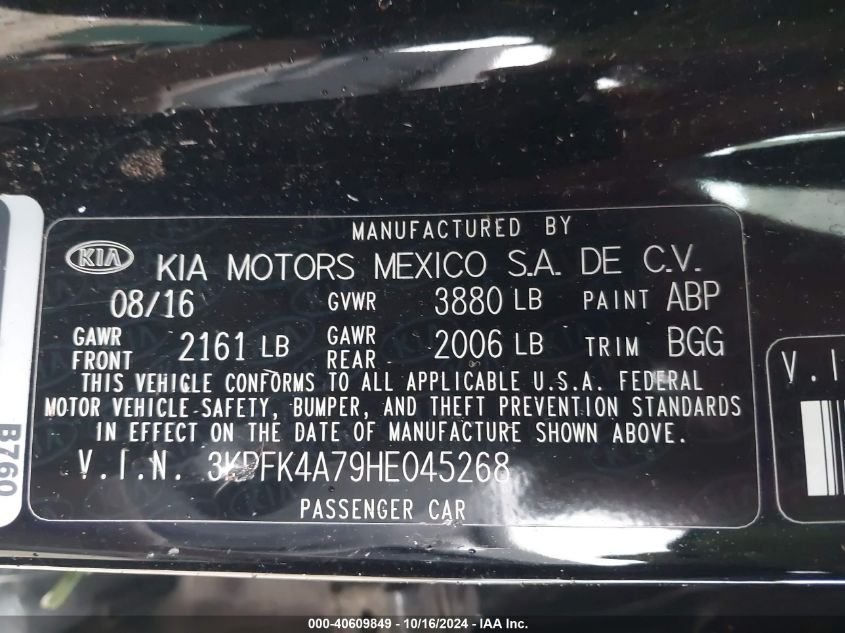 MANUFACTURED BY
KIA KIA MOTORS MEXICO S.A. DE C.V.
08/16 GVWR 3880 LB PAINT ABP
GAWR FRONT 2161 LB GAWR REAR 2006 LB TRIM BGG
THIS VEHICLE CONFORMS TO ALL APPLICABLE U.S.A. FEDERAL
MOTOR VEHICLE SAFETY, BUMPER, AND THEFT PREVENTION STANDARDS
IN EFFECT ON THE DATE OF MANUFACTURE SHOWN ABOVE.
V.I.N. 3KPFK4A79HE045268
PASSENGER CAR
V.I
B760
000-40609849 - 10/16/2024 - IAA Inc.